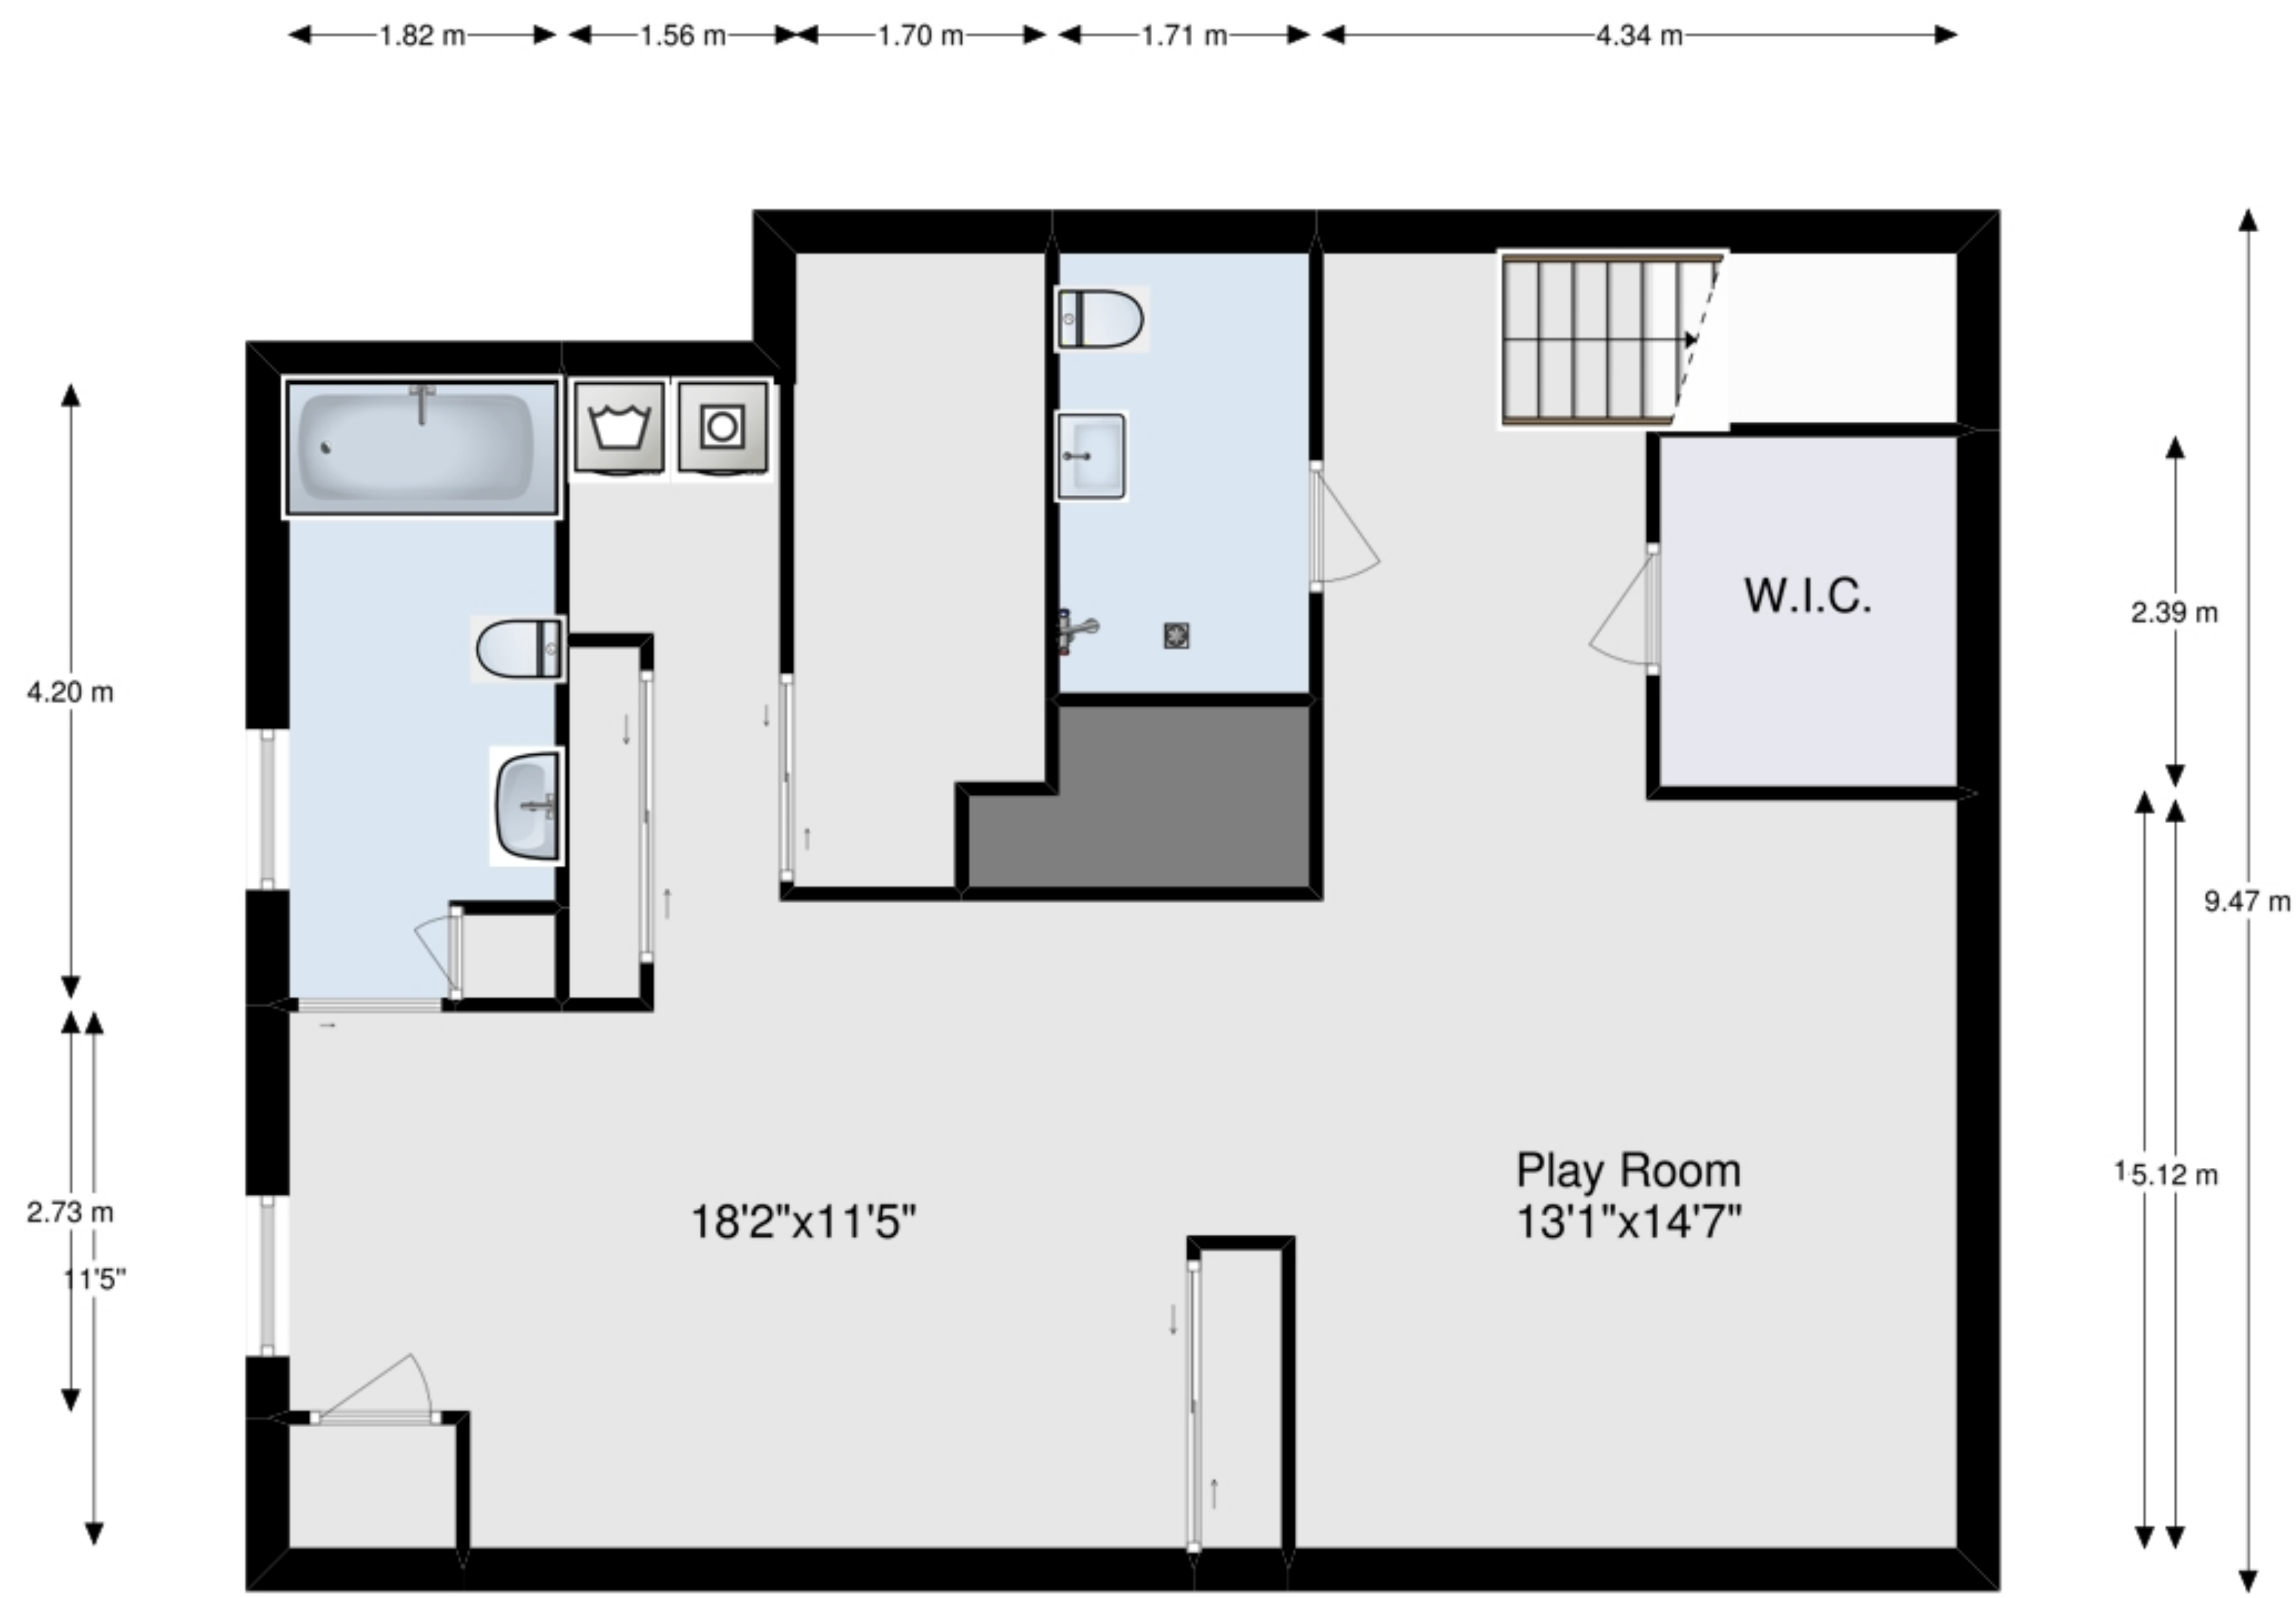 1.82 m
1.56 m
1.70 m
1.71 m
4.34 m
W.I.C.
2.39 m
4.20 m
9.47 m
Play Room
5.12 m
2.73 m
18'2"x11'5"
13'1"x14'7"
11'5"